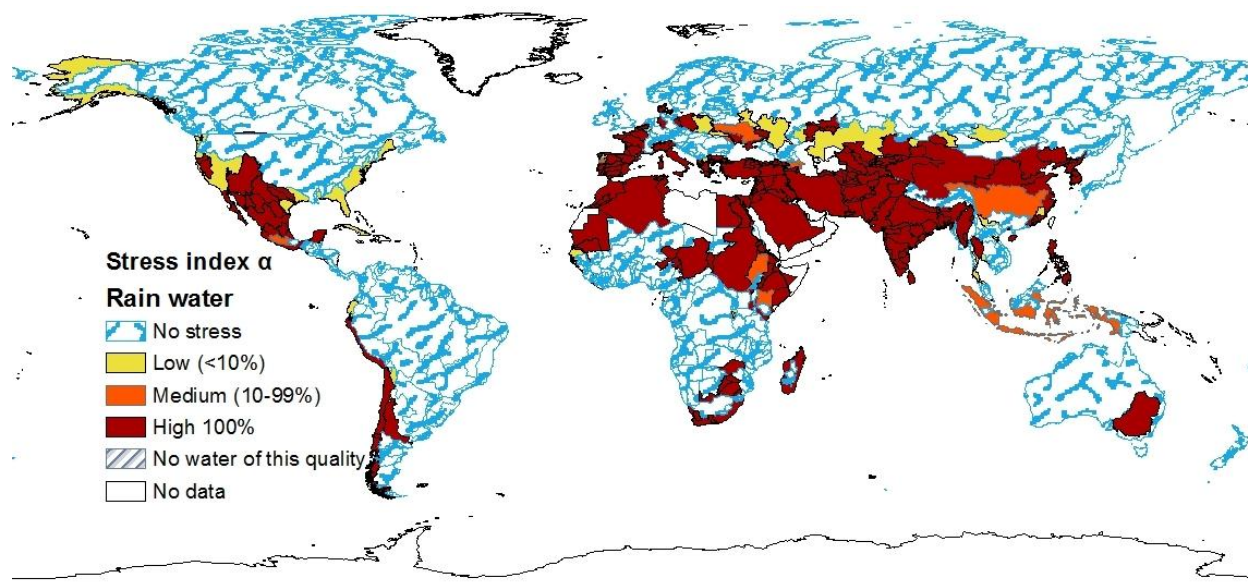 Stress index α
Rain water
No stress
Low (<10%)
Medium (10-99%)
High 100%
No water of this quality
No data